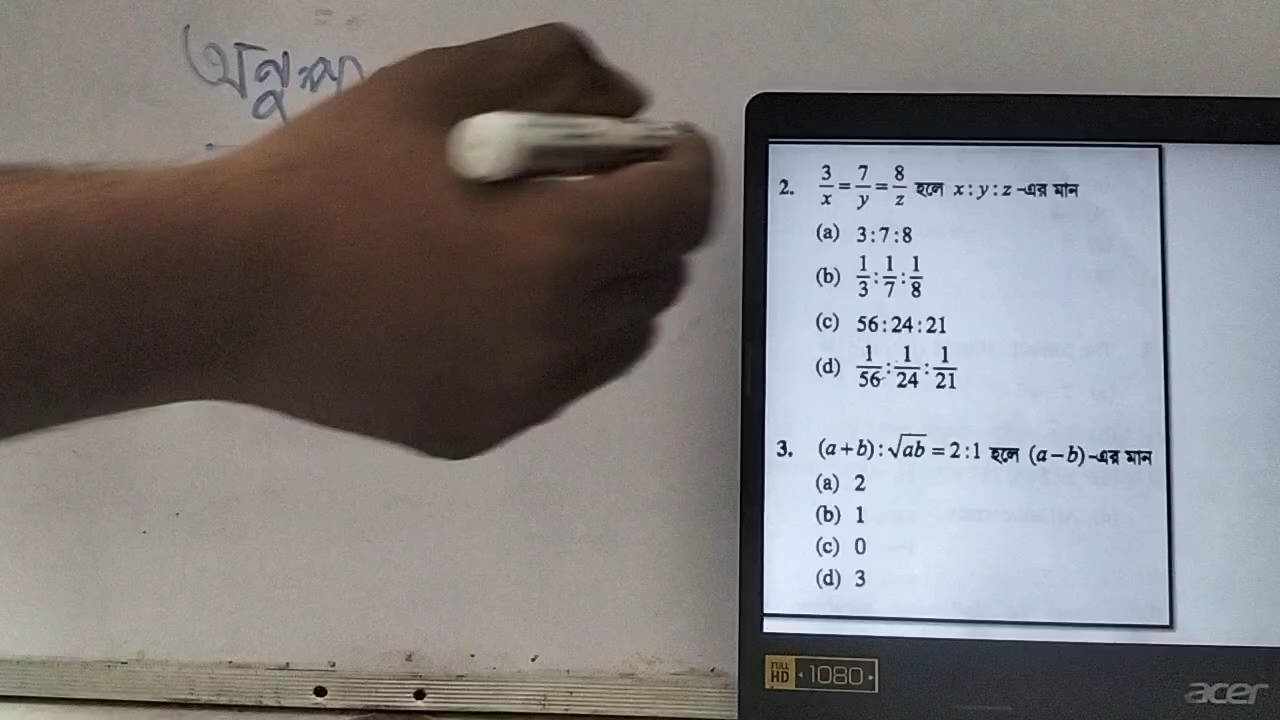 অনুপা
2. 3/x = 7/y = 8/z হলে x : y : z -এর মান
(a) 3 : 7 : 8
(b) 1/3 : 1/7 : 1/8
(c) 56 : 24 : 21
(d) 1/56 : 1/24 : 1/21
3. (a + b) : √ab = 2 : 1 হলে (a – b) -এর মান
(a) 2
(b) 1
(c) 0
(d) 3
FULL HD 1080
acer